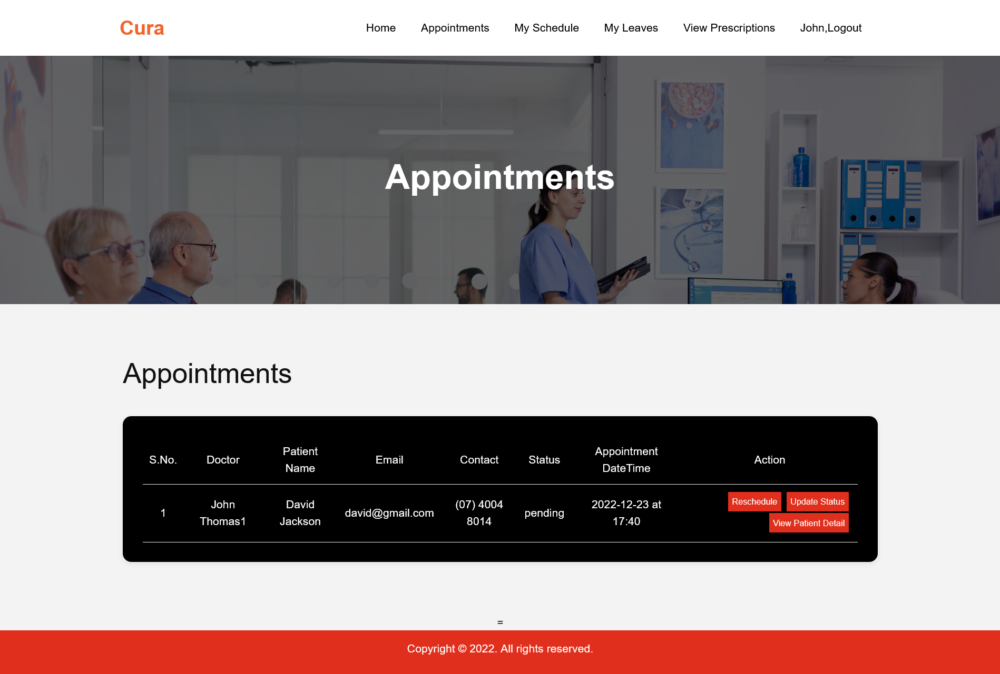 Cura
Home Appointments My Schedule My Leaves View Prescriptions John,Logout
Appointments
Appointments
S.No. Doctor Patient Name Email Contact Status Appointment DateTime Action
1 John Thomas1 David Jackson david@gmail.com (07) 4004 8014 pending 2022-12-23 at 17:40 Reschedule Update Status View Patient Detail
=
Copyright © 2022. All rights reserved.